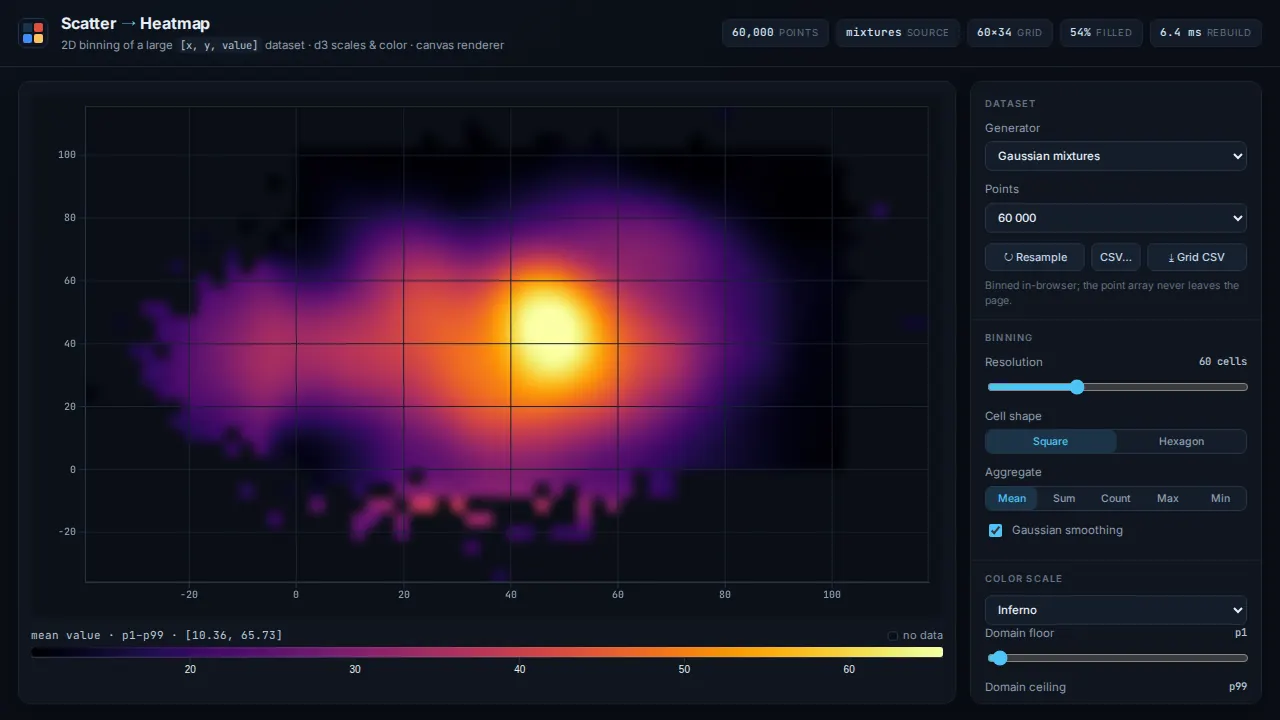 Scatter → Heatmap
2D binning of a large [x, y, value] dataset · d3 scales & color · canvas renderer
60,000 POINTS
mixtures SOURCE
60×34 GRID
54% FILLED
6.4 ms REBUILD
100
80
60
40
20
0
-20
-20 0 20 40 60 80 100
mean value · p1–p99 · [10.36, 65.73]
no data
20 30 40 50 60
DATASET
Generator
Gaussian mixtures
Points
60 000
↻ Resample
CSV…
⤓ Grid CSV
Binned in-browser; the point array never leaves the
page.
BINNING
Resolution 60 cells
Cell shape
Square Hexagon
Aggregate
Mean Sum Count Max Min
Gaussian smoothing
COLOR SCALE
Inferno
Domain floor p1
Domain ceiling p99